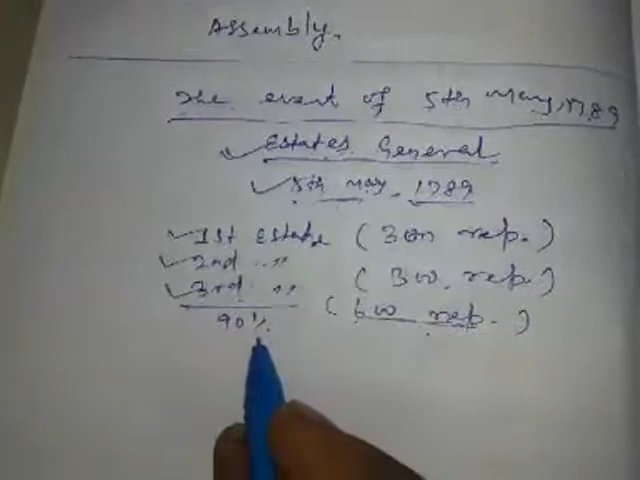 Assembly.
The event of 5th May, 1789
Estates General
5th May, 1789
1st Estate (300 rep.)
2nd " " (300 rep.)
3rd " " (600 rep.)
90%